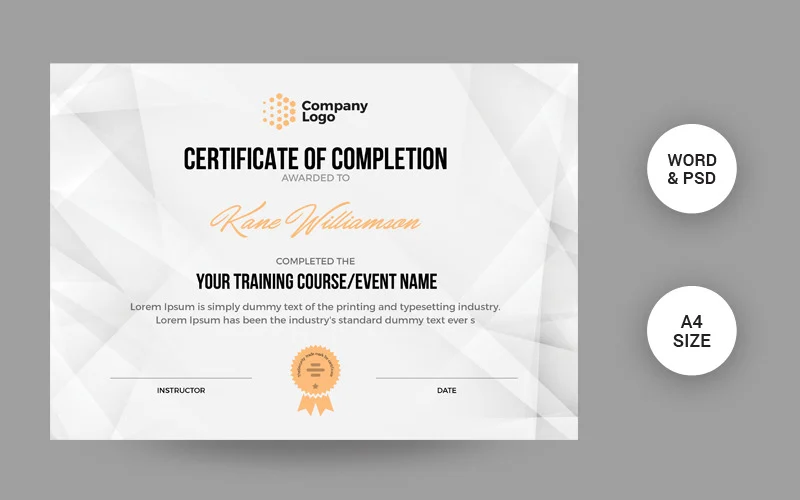 Company
Logo
CERTIFICATE OF COMPLETION
AWARDED TO
Kane Williamson
COMPLETED THE
YOUR TRAINING COURSE/EVENT NAME
Lorem Ipsum is simply dummy text of the printing and typesetting industry.
Lorem Ipsum has been the industry's standard dummy text ever s
INSTRUCTOR
DATE
WORD
& PSD
A4
SIZE